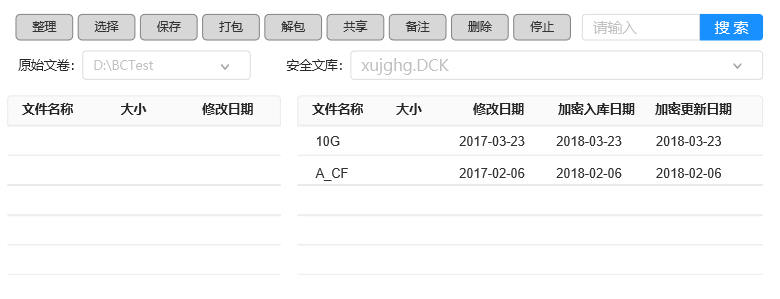 整理 选择 保存 打包 解包 共享 备注 删除 停止 请输入 搜 索
原始文卷: D:\BCTest 安全文库: xujghg.DCK
文件名称 大小 修改日期 文件名称 大小 修改日期 加密入库日期 加密更新日期
10G 2017-03-23 2018-03-23 2018-03-23
A_CF 2017-02-06 2018-02-06 2018-02-06